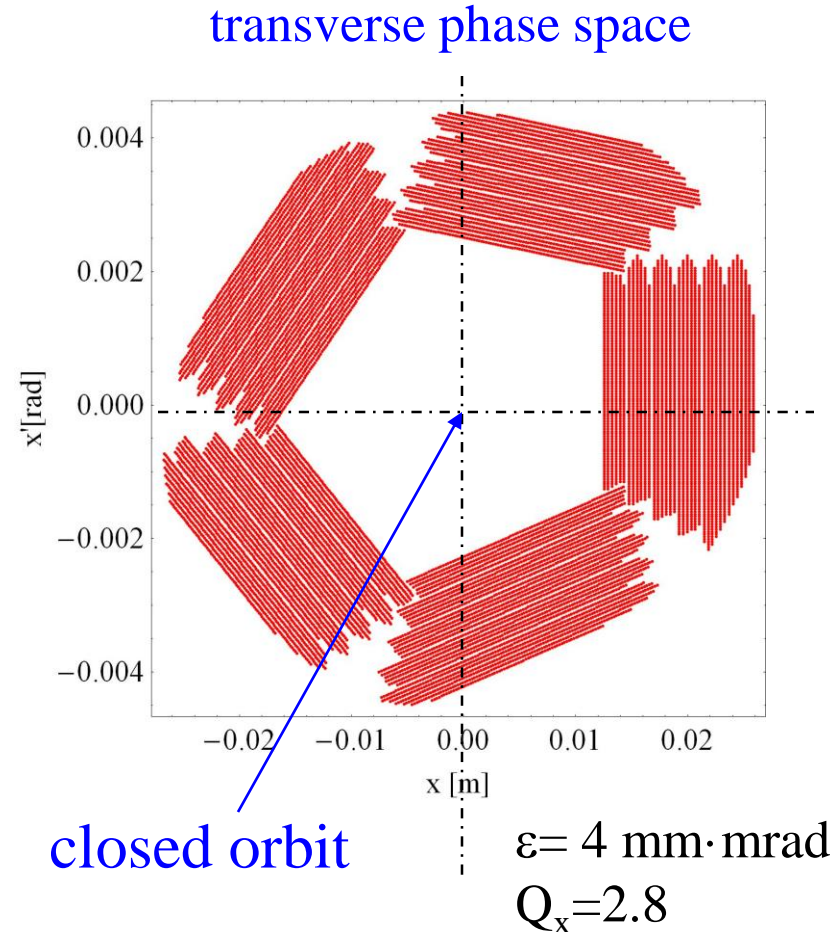 transverse phase space
0.004
0.002
0.000
−0.002
−0.004
x'[rad]
−0.02 −0.01 0.00 0.01 0.02
x [m]
closed orbit
ε= 4 mm·mrad
Qₓ=2.8